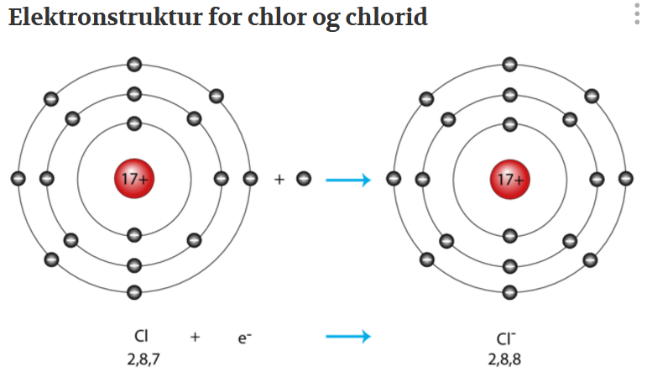 Elektronstruktur for chlor og chlorid
17+ + 17+
Cl + e⁻ Cl⁻
2,8,7 2,8,8